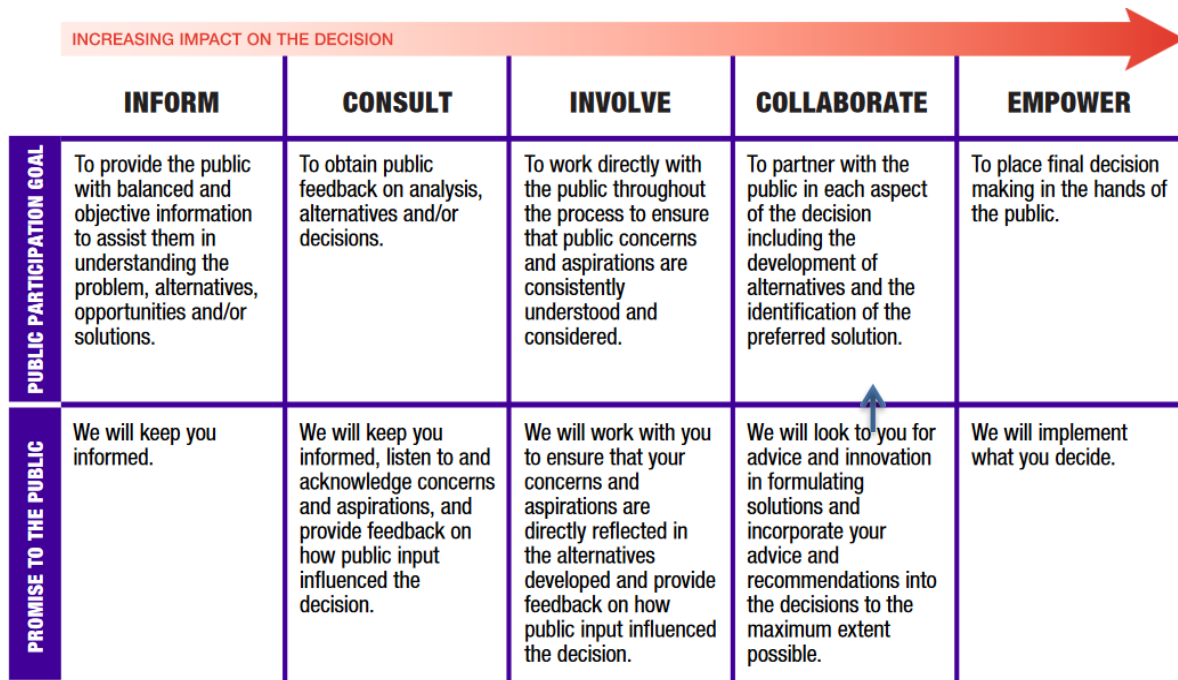 INCREASING IMPACT ON THE DECISION
INFORM
CONSULT
INVOLVE
COLLABORATE
EMPOWER
PUBLIC PARTICIPATION GOAL
To provide the public
with balanced and
objective information
to assist them in
understanding the
problem, alternatives,
opportunities and/or
solutions.
To obtain public
feedback on analysis,
alternatives and/or
decisions.
To work directly with
the public throughout
the process to ensure
that public concerns
and aspirations are
consistently
understood and
considered.
To partner with the
public in each aspect
of the decision
including the
development of
alternatives and the
identification of the
preferred solution.
To place final decision
making in the hands of
the public.
PROMISE TO THE PUBLIC
We will keep you
informed.
We will keep you
informed, listen to and
acknowledge concerns
and aspirations, and
provide feedback on
how public input
influenced the
decision.
We will work with you
to ensure that your
concerns and
aspirations are
directly reflected in
the alternatives
developed and provide
feedback on how
public input influenced
the decision.
We will look to you for
advice and innovation
in formulating
solutions and
incorporate your
advice and
recommendations into
the decisions to the
maximum extent
possible.
We will implement
what you decide.